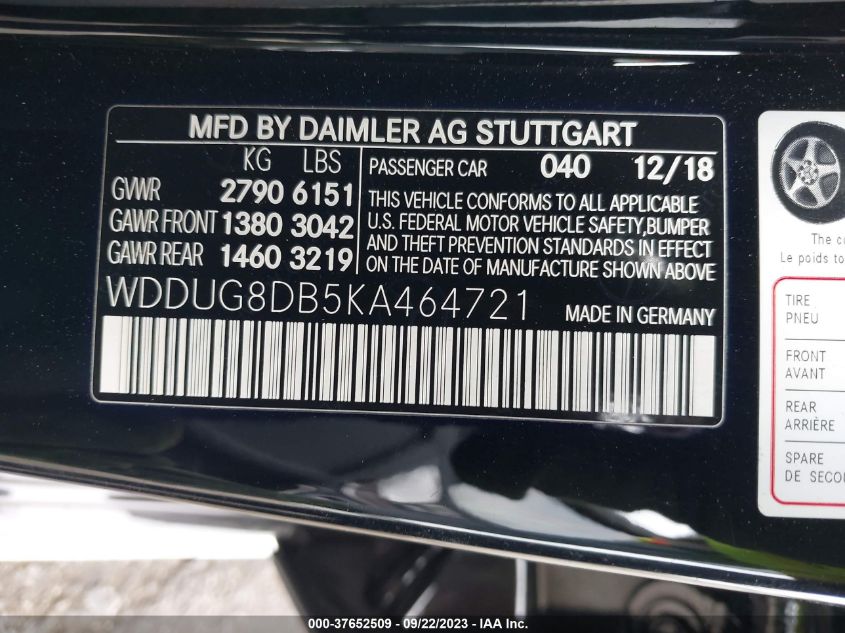 MFD BY DAIMLER AG STUTTGART
KG LBS
GVWR 2790 6151
GAWR FRONT 1380 3042
GAWR REAR 1460 3219
PASSENGER CAR 040 12/18
THIS VEHICLE CONFORMS TO ALL APPLICABLE
U.S. FEDERAL MOTOR VEHICLE SAFETY,BUMPER
AND THEFT PREVENTION STANDARDS IN EFFECT
ON THE DATE OF MANUFACTURE SHOWN ABOVE
WDDUG8DB5KA464721 MADE IN GERMANY
The
Le poids
TIRE
PNEU
FRONT
AVANT
REAR
ARRIÈRE
SPARE
DE
000-37652509 - 09/22/2023 - IAA Inc.